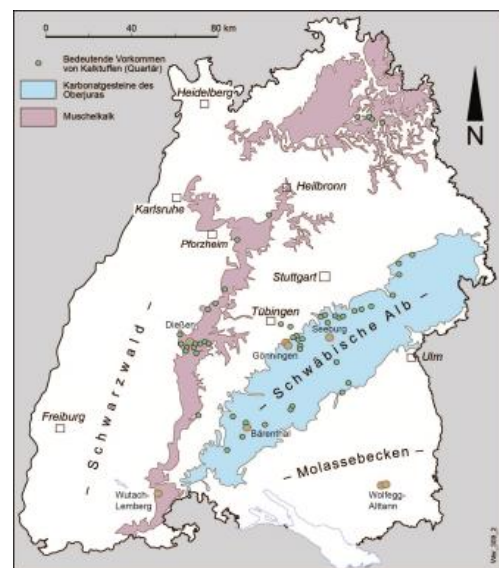 20 40 80 km
Bedeutende Vorkommen
von Kalktuffen (Quartär)
Karbonatgesteine des
Oberjuras
Muschelkalk
Heidelberg
N
Heilbronn
Karlsruhe
Pforzheim
Stuttgart
Dießen
Tübingen
Seeburg
Gönningen
– Schwäbische Alb –
Ulm
– Schwarzwald –
Freiburg
Bärenthal
– Molassebecken –
Wutach-
Lemberg
Wolfegg-
Alttann